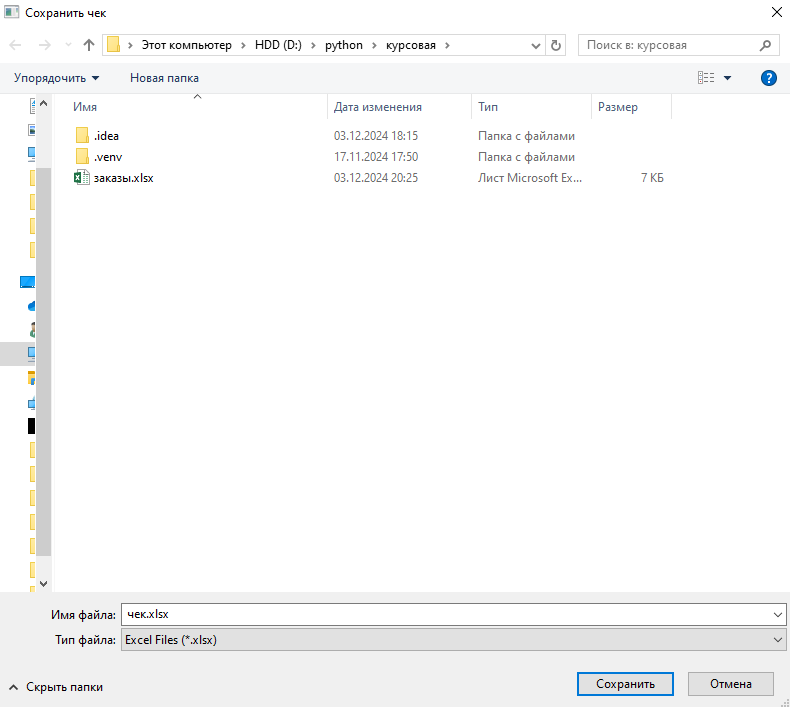 Сохранить чек
Этот компьютер > HDD (D:) > python > курсовая >
Поиск в: курсовая
Упорядочить Новая папка
?
Имя Дата изменения Тип Размер
.idea 03.12.2024 18:15 Папка с файлами
.venv 17.11.2024 17:50 Папка с файлами
заказы.xlsx 03.12.2024 20:25 Лист Microsoft Ex... 7 КБ
Имя файла: чек.xlsx
Тип файла: Excel Files (*.xlsx)
Скрыть папки Сохранить Отмена